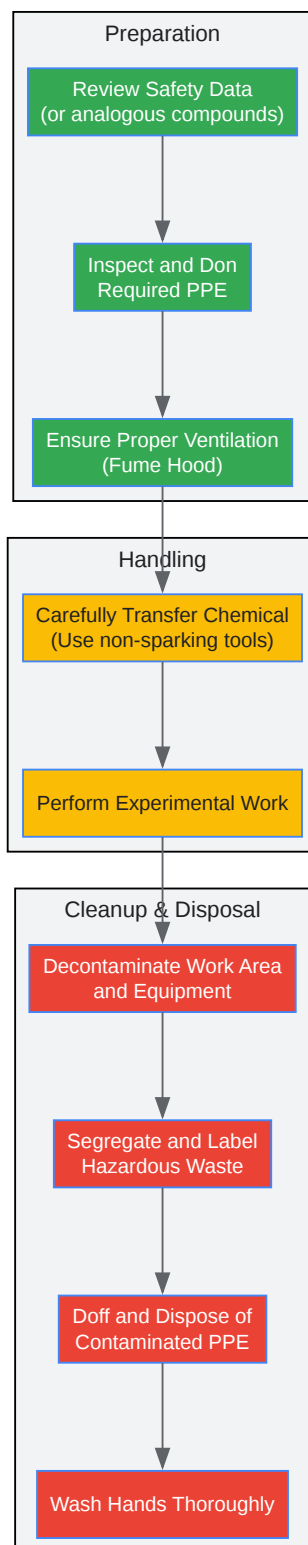 Preparation
Review Safety Data
(or analogous compounds)
Inspect and Don
Required PPE
Ensure Proper Ventilation
(Fume Hood)
Handling
Carefully Transfer Chemical
(Use non-sparking tools)
Perform Experimental Work
Cleanup & Disposal
Decontaminate Work Area
and Equipment
Segregate and Label
Hazardous Waste
Doff and Dispose of
Contaminated PPE
Wash Hands Thoroughly